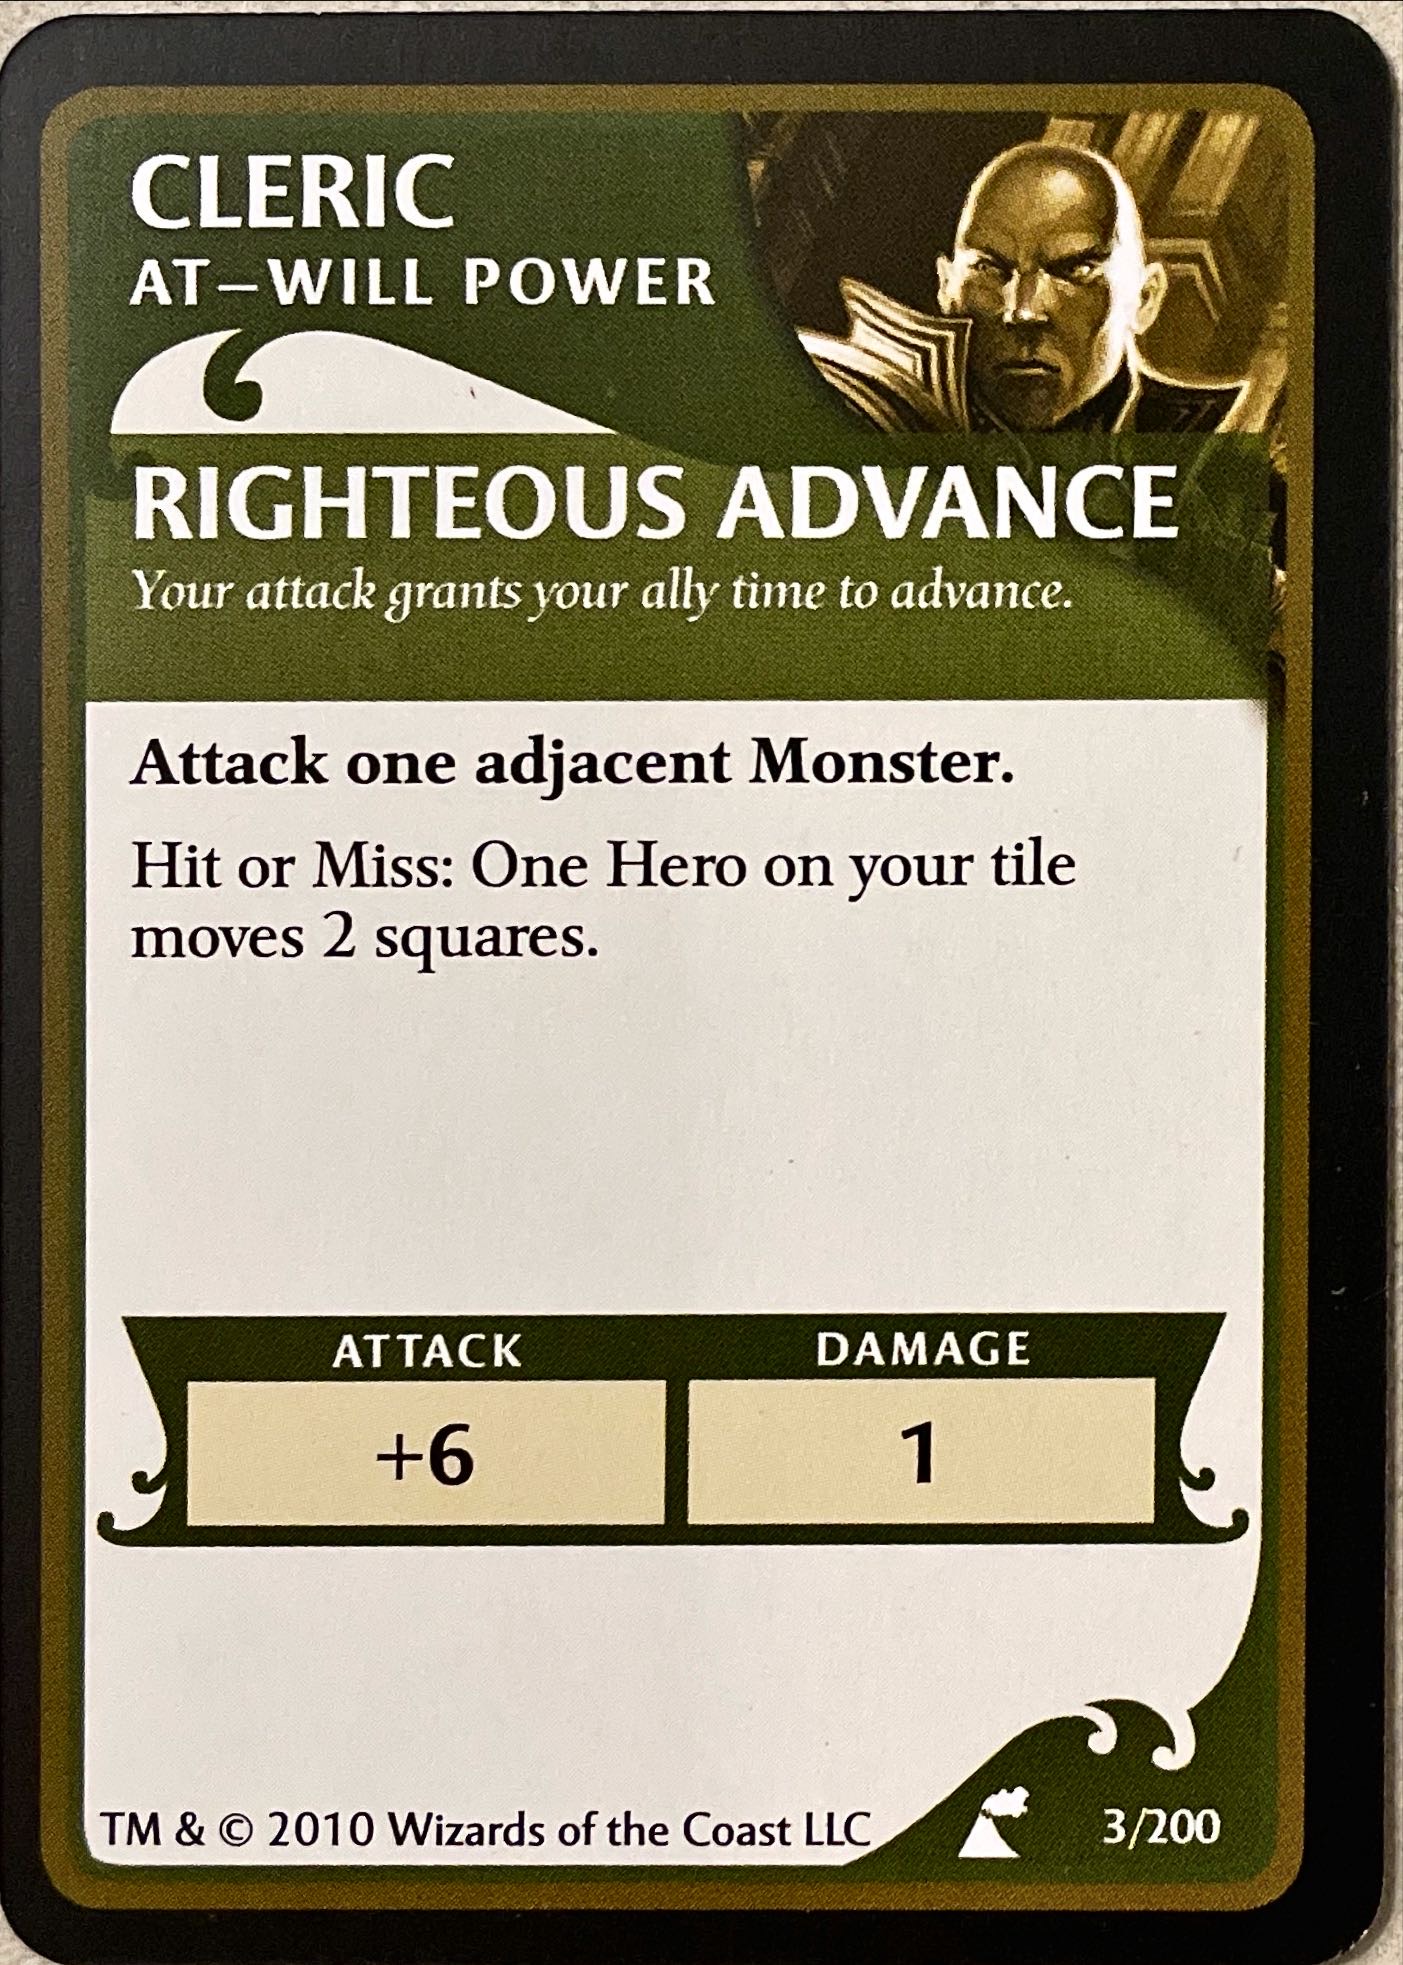 CLERIC
AT–WILL POWER
RIGHTEOUS ADVANCE
Your attack grants your ally time to advance.
Attack one adjacent Monster.
Hit or Miss: One Hero on your tile
moves 2 squares.
ATTACK DAMAGE
+6 1
TM & © 2010 Wizards of the Coast LLC 3/200